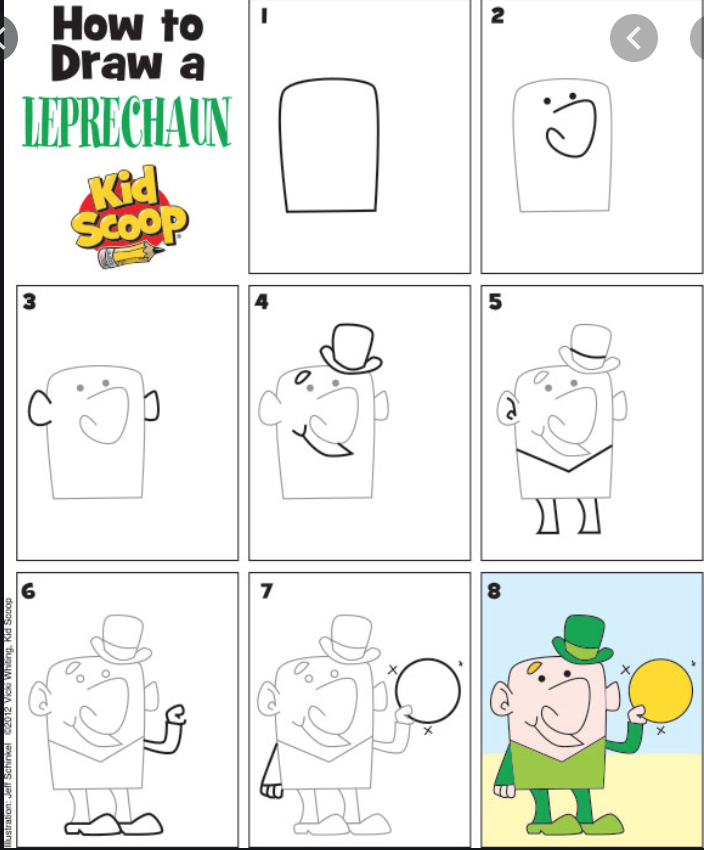 How to
Draw a
LEPRECHAUN
Kid
Scoop
1
2
3
4
5
6
7
8
Illustration: Jeff Schinkel ©2012 Vicki Whiting, Kid Scoop